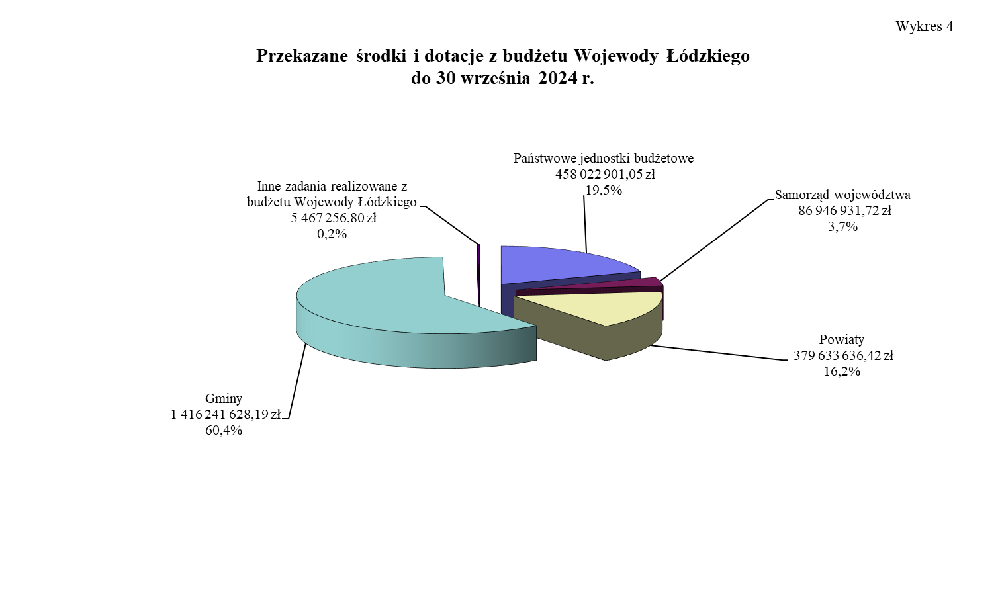 Wykres 4
Przekazane środki i dotacje z budżetu Wojewody Łódzkiego
do 30 września 2024 r.
Państwowe jednostki budżetowe
458 022 901,05 zł
19,5%
Inne zadania realizowane z
budżetu Wojewody Łódzkiego
5 467 256,80 zł
0,2%
Samorząd województwa
86 946 931,72 zł
3,7%
Powiaty
379 633 636,42 zł
16,2%
Gminy
1 416 241 628,19 zł
60,4%